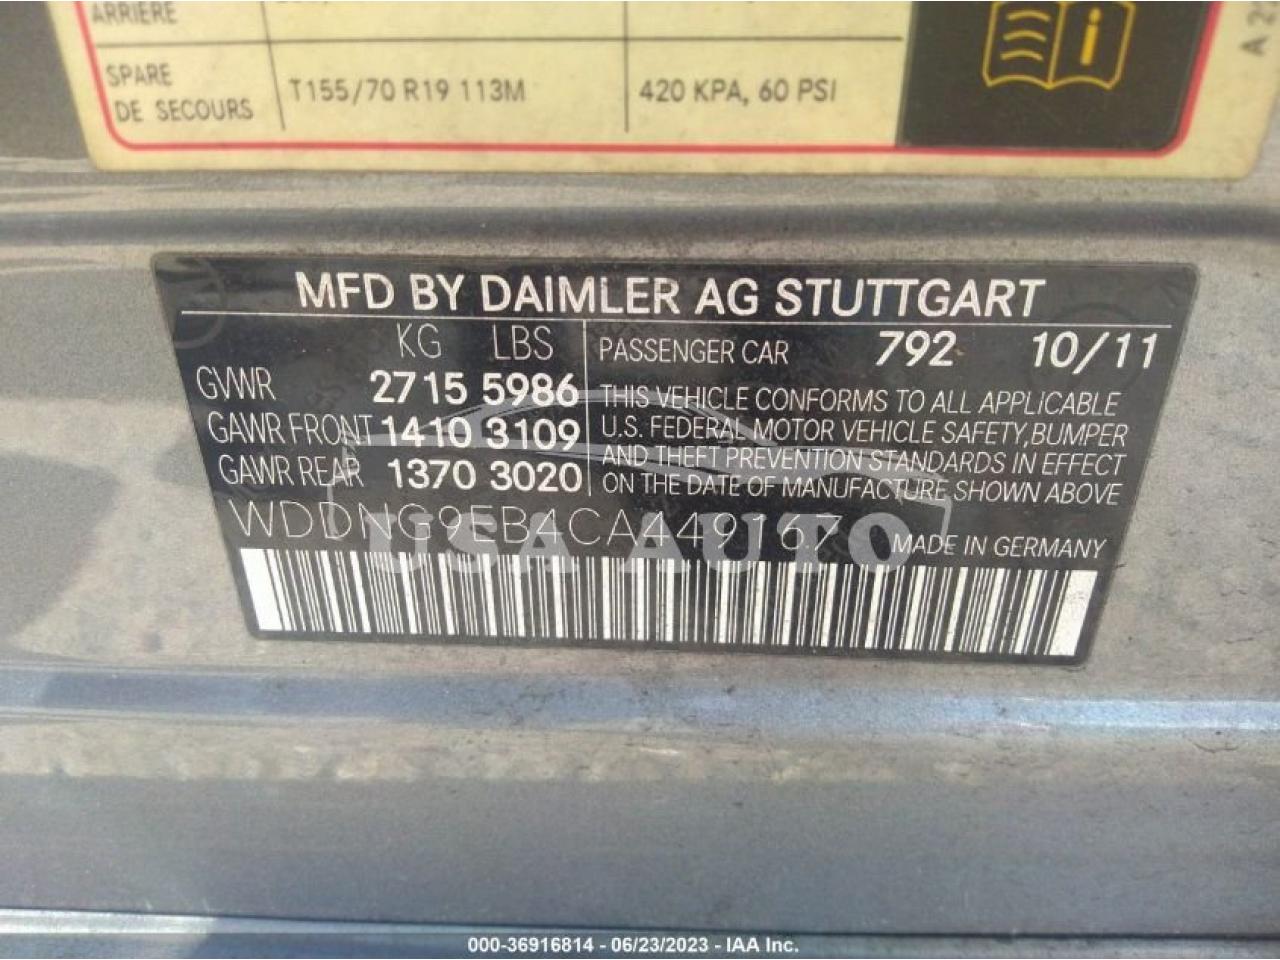 ARRIÈRE
SPARE
DE SECOURS
T155/70 R19 113M
420 KPA, 60 PSI
MFD BY DAIMLER AG STUTTGART
KG LBS
GVWR 2715 5986
GAWR FRONT 1410 3109
GAWR REAR 1370 3020
PASSENGER CAR 792 10/11
THIS VEHICLE CONFORMS TO ALL APPLICABLE
U.S. FEDERAL MOTOR VEHICLE SAFETY, BUMPER
AND THEFT PREVENTION STANDARDS IN EFFECT
ON THE DATE OF MANUFACTURE SHOWN ABOVE
WDDNG9EB4CA449167
MADE IN GERMANY
USA AUTO
000-36916814 - 06/23/2023 - IAA Inc.